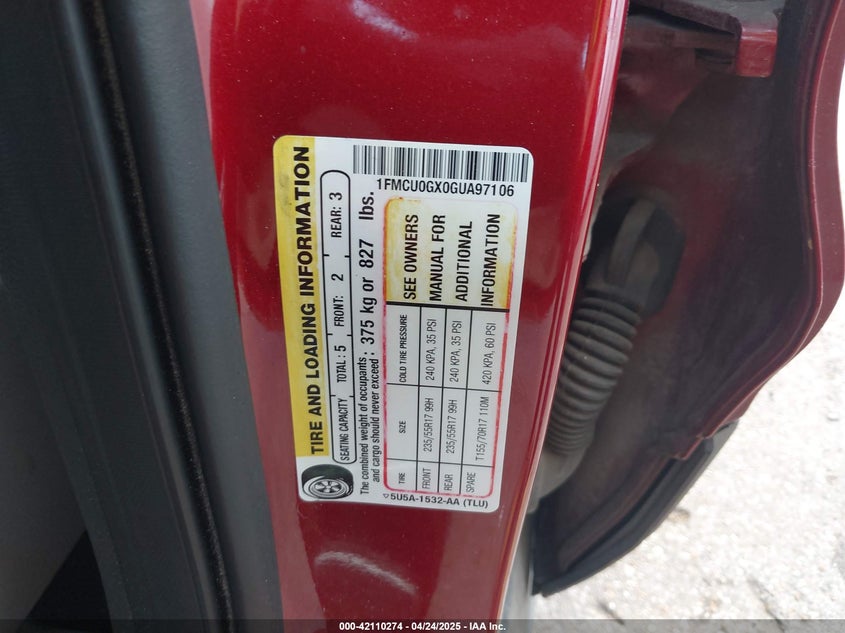 TIRE AND LOADING INFORMATION
SEATING CAPACITY TOTAL: 5 FRONT: 2 REAR: 3
The combined weight of occupants
and cargo should never exceed: 375 kg or 827 lbs.
TIRE SIZE COLD TIRE PRESSURE
FRONT 235/55R17 99H 240 KPA, 35 PSI
REAR 235/55R17 99H 240 KPA, 35 PSI
SPARE T155/70R17 110M 420 KPA, 60 PSI
SEE OWNERS
MANUAL FOR
ADDITIONAL
INFORMATION
5U5A-1532-AA (TLU)
1FMCU0GX0GUA97106
000-42110274 - 04/24/2025 - IAA Inc.